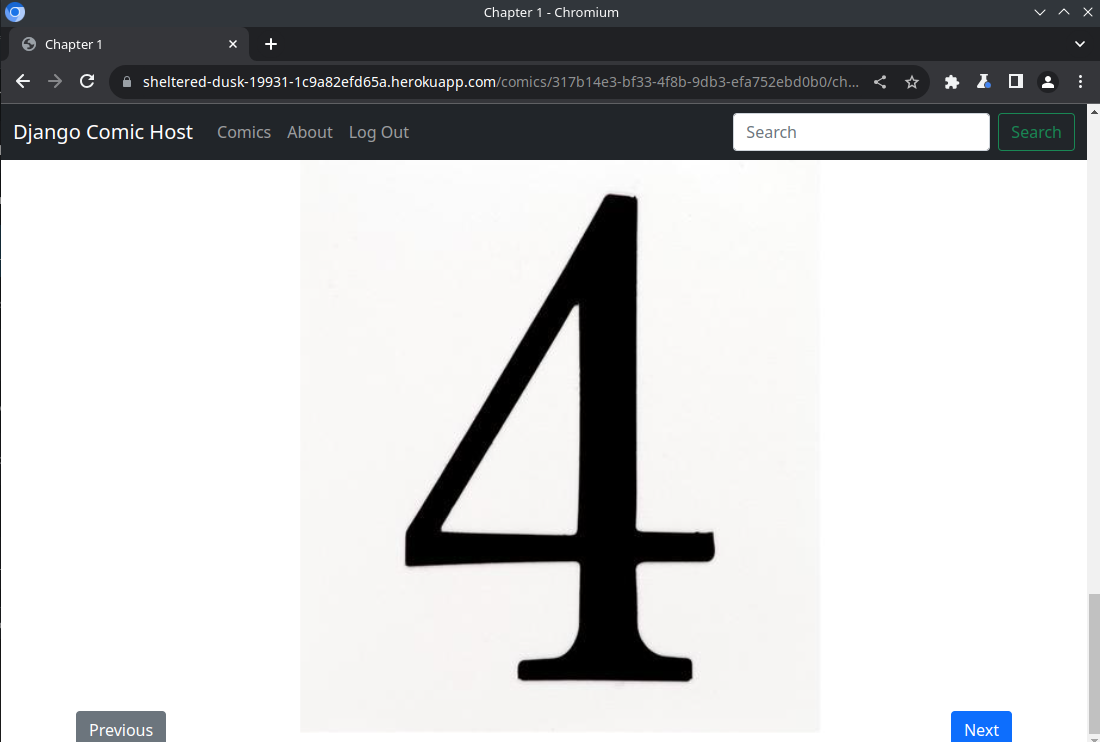 Chapter 1 - Chromium
Chapter 1
sheltered-dusk-19931-1c9a82efd65a.herokuapp.com/comics/317b14e3-bf33-4f8b-9db3-efa752ebd0b0/ch...
Django Comic Host Comics About Log Out Search Search
4
Previous Next